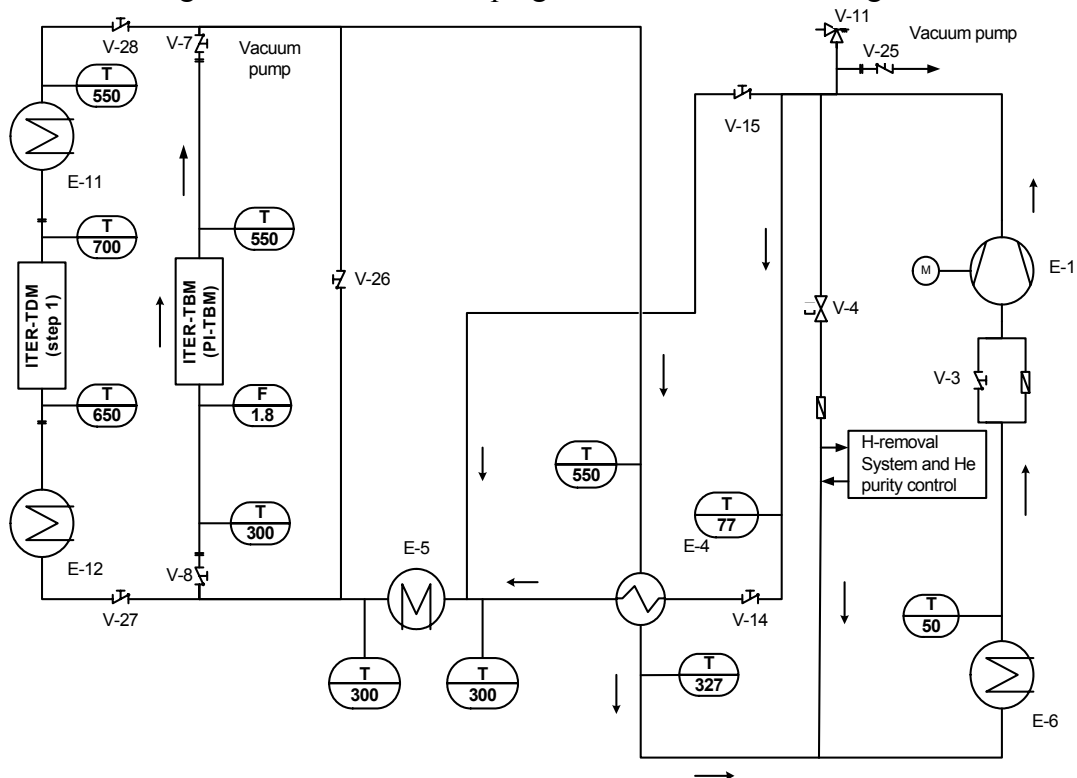 V-28
V-7
Vacuum
pump
V-11
V-25
Vacuum pump
T
550
V-15
E-11
T
700
T
550
M
E-1
V-26
V-4
ITER-TDM
(step 1)
ITER-TBM
(PI-TBM)
T
650
F
1.8
V-3
H-removal
System and He
purity control
T
550
T
77
T
300
E-4
E-12
V-8
E-5
V-27
V-14
T
50
T
300
T
300
T
327
E-6